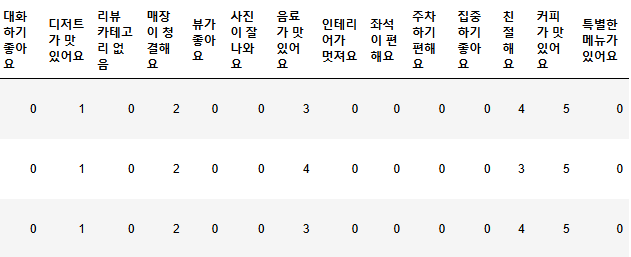 대화하기 좋아요 디저트가 맛있어요 리뷰 카테고리 없음 매장이 청결해요 뷰가 좋아요 사진이 잘 나와요 음료가 맛있어요 인테리어가 멋져요 좌석이 편해요 주차하기 편해요 집중하기 좋아요 친절해요 커피가 맛있어요 특별한 메뉴가 있어요
0 1 0 2 0 0 3 0 0 0 0 4 5 0
0 1 0 2 0 0 4 0 0 0 0 3 5 0
0 1 0 2 0 0 3 0 0 0 0 4 5 0